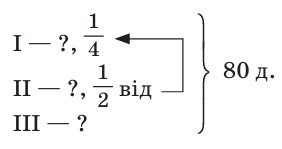 I — ?, 1/4
II — ?, 1/2 від
III — ?
80 д.